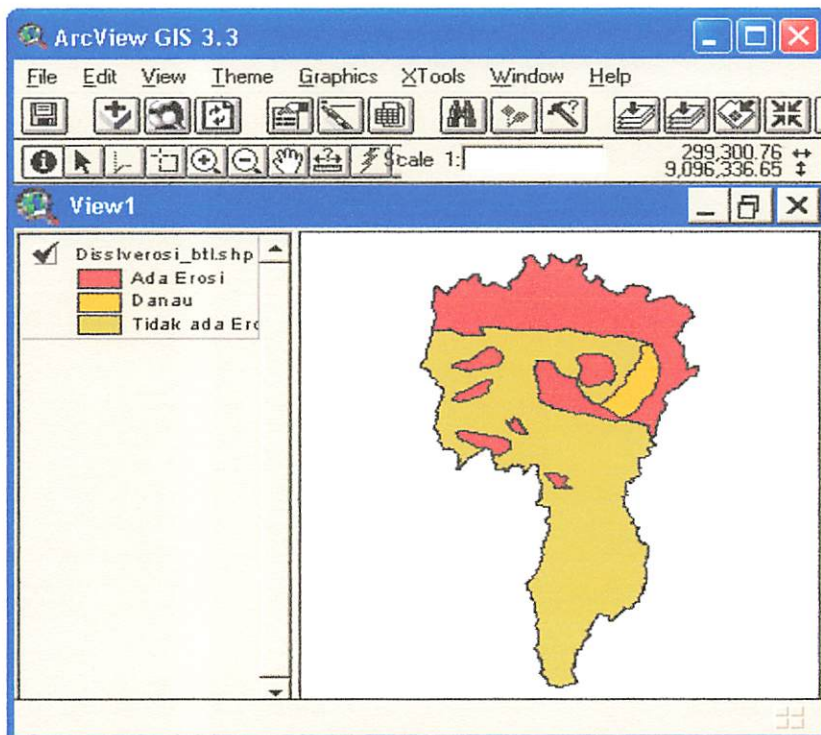 ArcView GIS 3.3
File Edit View Theme Graphics XTools Window Help
Scale 1:
299,300.76
9,096,336.65
View1
Disslverosi_btl.shp
Ada Erosi
Danau
Tidak ada Ero